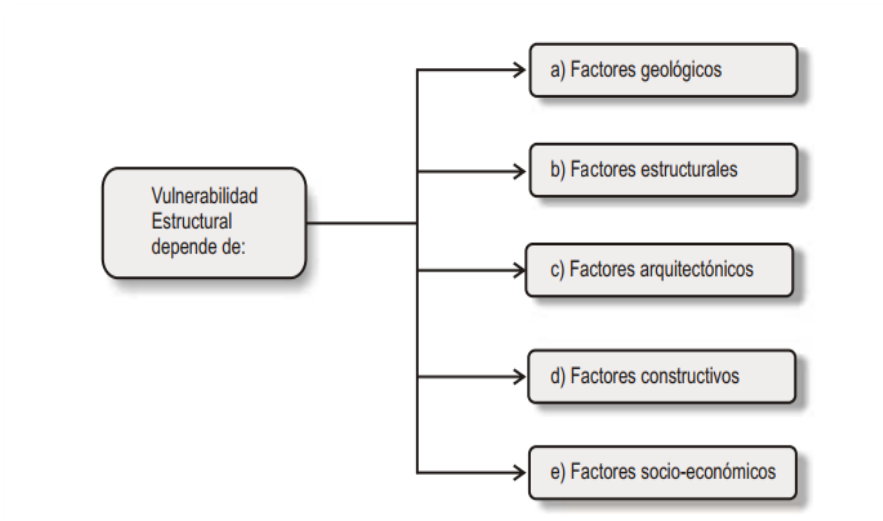 Vulnerabilidad
Estructural
depende de:
a) Factores geológicos
b) Factores estructurales
c) Factores arquitectónicos
d) Factores constructivos
e) Factores socio-económicos